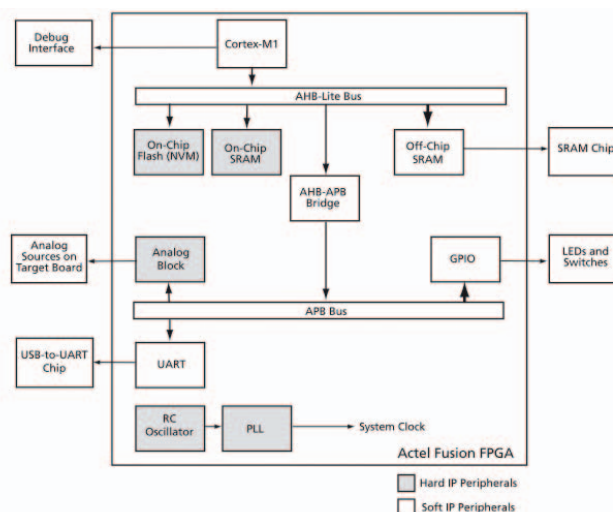 Debug
Interface
Cortex-M1
AHB-Lite Bus
On-Chip
Flash (NVM)
On-Chip
SRAM
Off-Chip
SRAM
SRAM Chip
AHB-APB
Bridge
Analog
Sources on
Target Board
Analog
Block
GPIO
LEDs and
Switches
APB Bus
USB-to-UART
Chip
UART
RC
Oscillator
PLL
System Clock
Actel Fusion FPGA
Hard IP Peripherals
Soft IP Peripherals